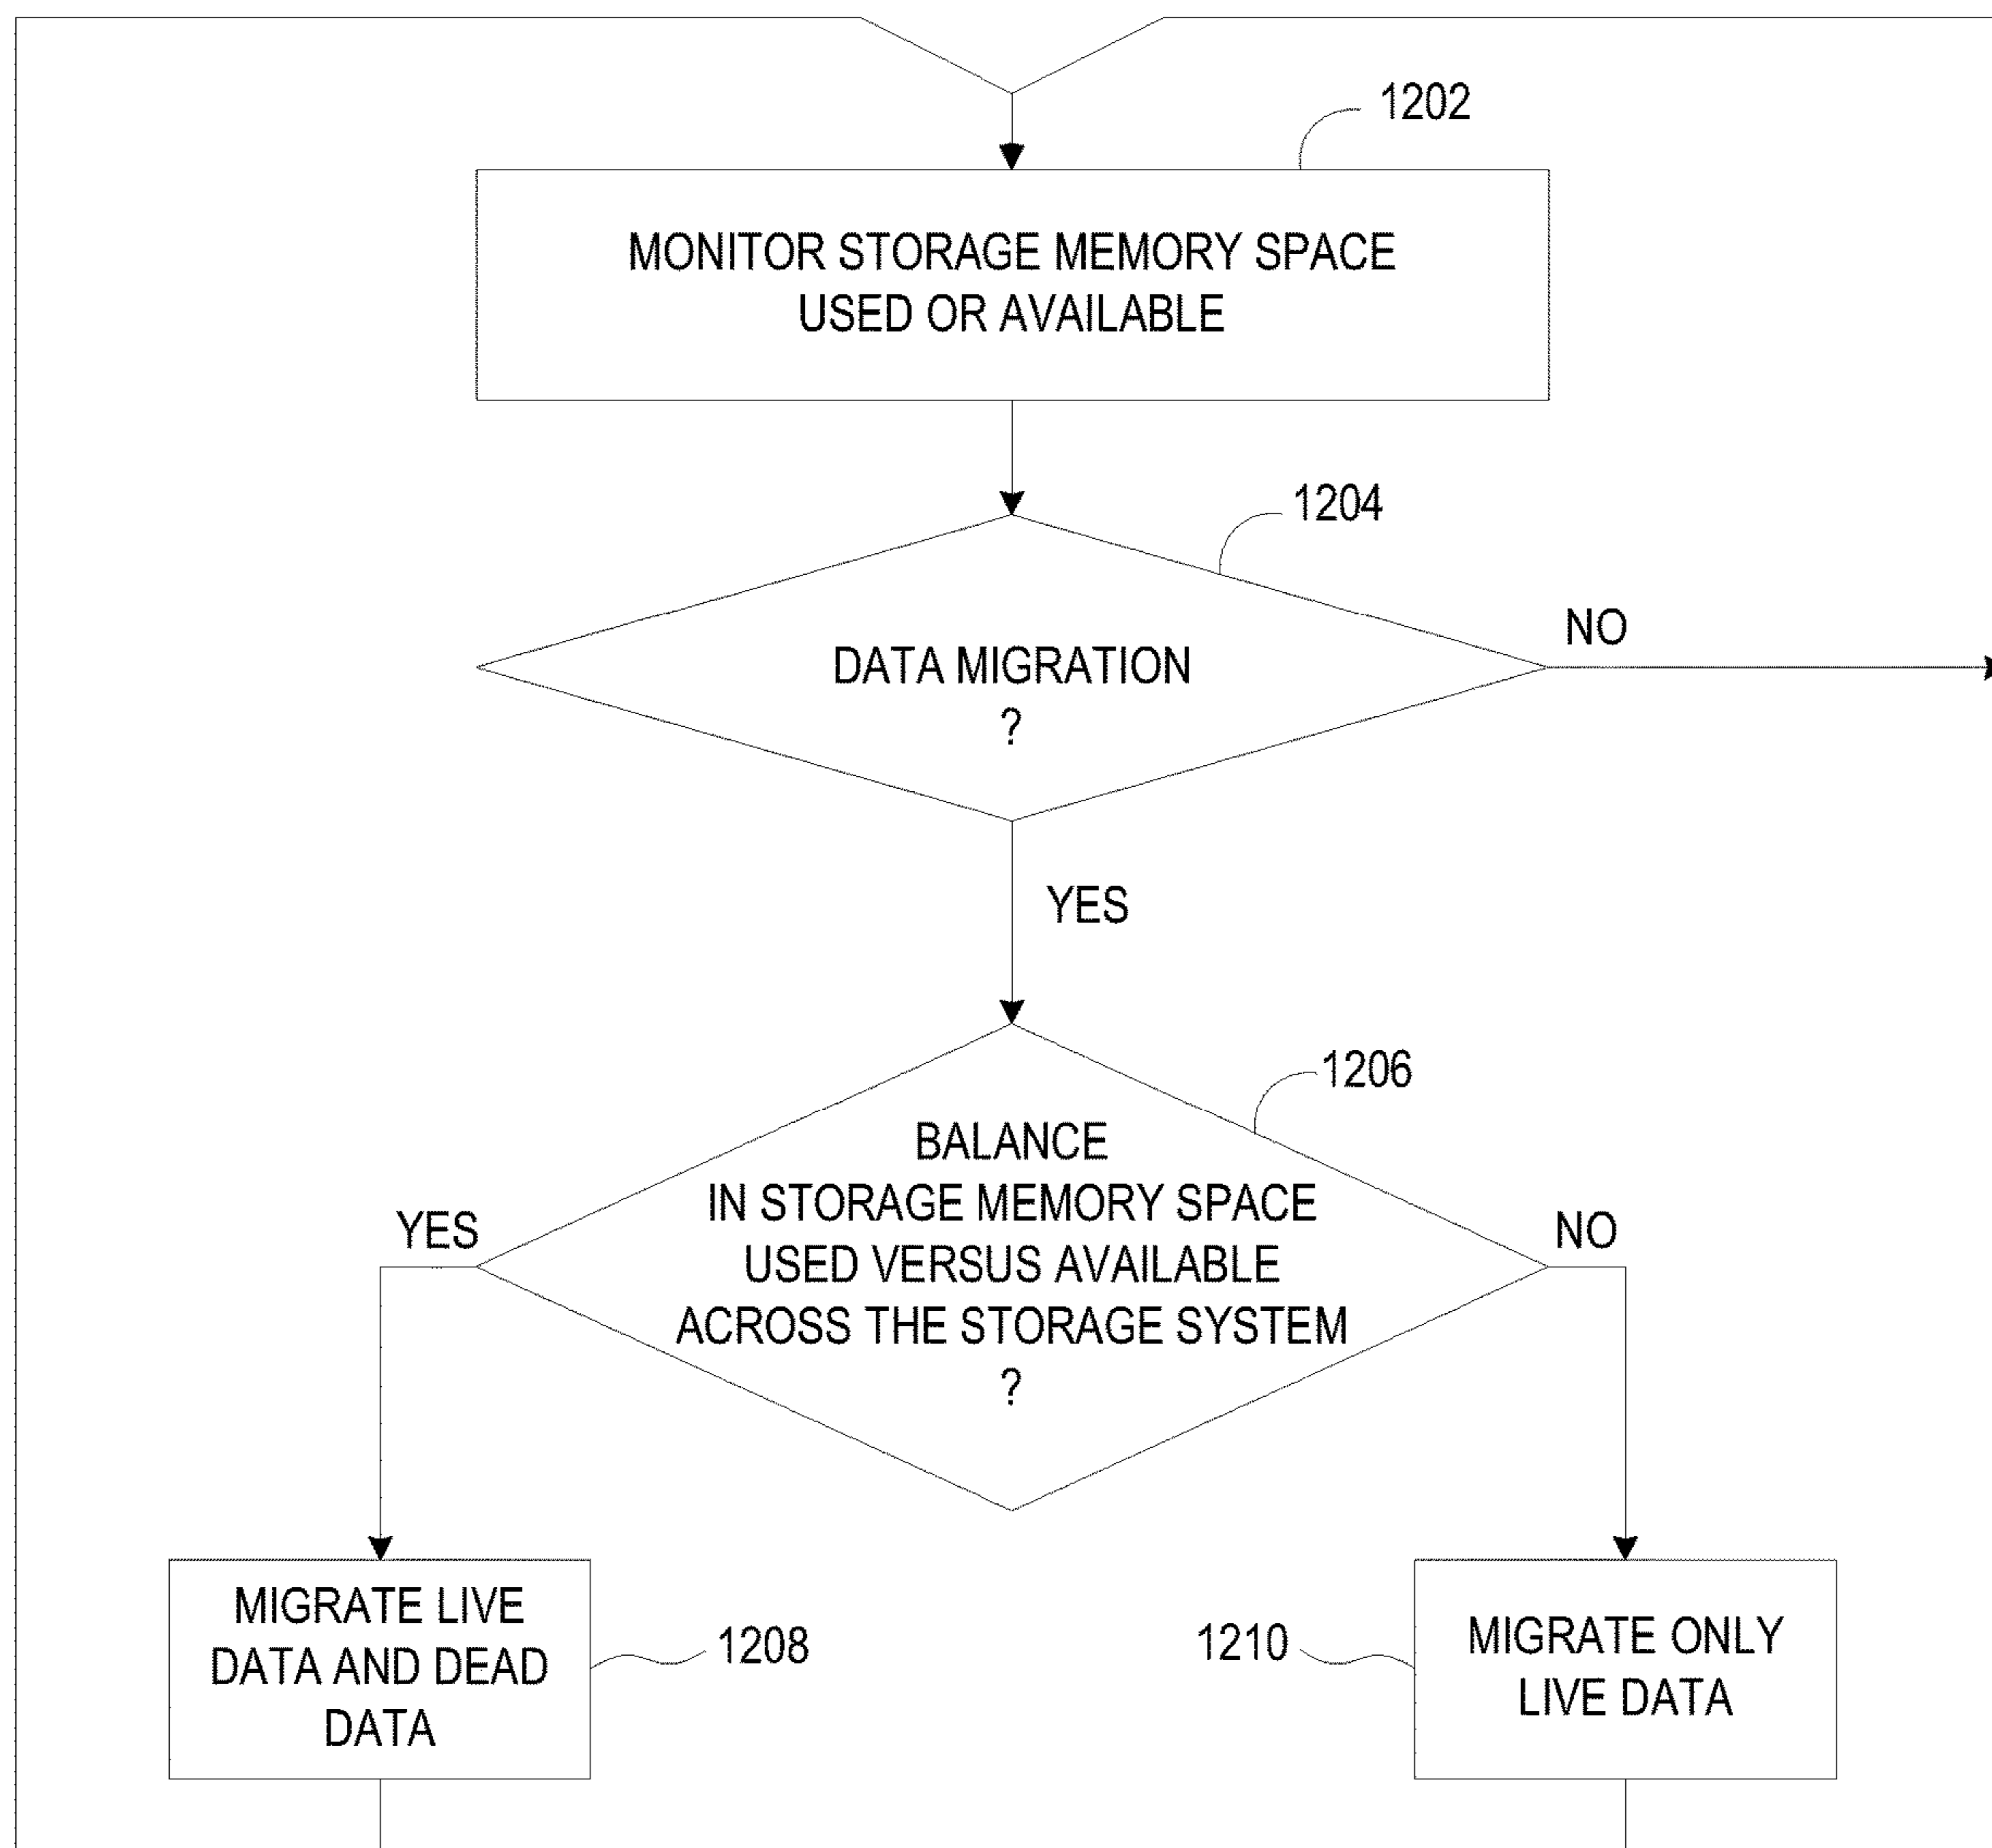 1202
MONITOR STORAGE MEMORY SPACE
USED OR AVAILABLE
1204
DATA MIGRATION
?
NO
YES
1206
BALANCE
IN STORAGE MEMORY SPACE
USED VERSUS AVAILABLE
ACROSS THE STORAGE SYSTEM
?
YES
NO
MIGRATE LIVE
DATA AND DEAD
DATA
1208
1210
MIGRATE ONLY
LIVE DATA